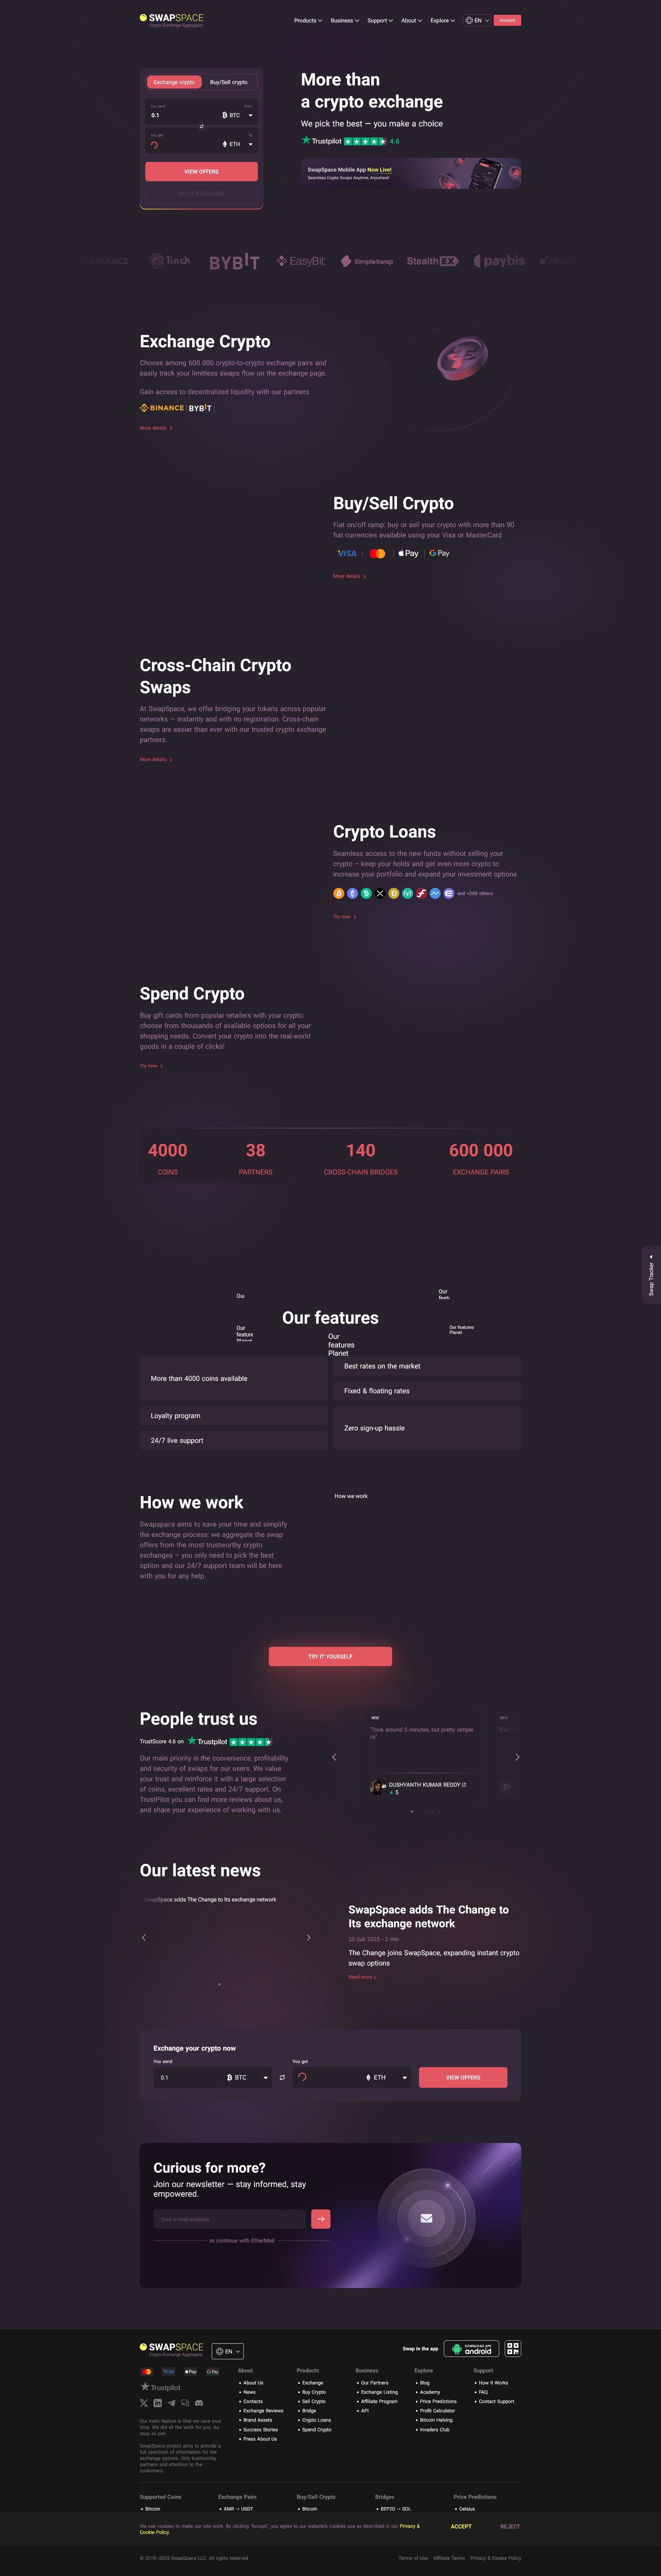 SWAPSPACE
Crypto Exchange Aggregator
Products
Business
Support
About
Explore
EN
Account
Exchange crypto
Buy/Sell crypto
You send
0.1
BTC
You get
ETH
VIEW OFFERS
More than
a crypto exchange
We pick the best — you make a choice
Trustpilot 4.6
SwapSpace Mobile App Now Live!
Seamless Crypto Swaps Anytime, Anywhere!
BINANCE
1inch
BYBIT
EasyBit
SimpleSwap
StealthEX
paybis
Exchange Crypto
Choose among 600 000 crypto-to-crypto exchange pairs and
easily track your limitless swaps flow on the exchange page.
Gain access to decentralized liquidity with our partners
BINANCE
BYBIT
More details
Buy/Sell Crypto
Fiat on/off ramp: buy or sell your crypto with more than 90
fiat currencies available using your Visa or MasterCard
VISA
Pay
G Pay
More details
Cross-Chain Crypto
Swaps
At SwapSpace, we offer bridging your tokens across popular
networks — instantly and with no registration. Cross-chain
swaps are easier than ever with our trusted crypto exchange
partners.
More details
Crypto Loans
Seamless access to the new funds without selling your
crypto – keep your holds and get even more crypto to
increase your portfolio and expand your investment options
and +200 others
Try now
Spend Crypto
Buy gift cards from popular retailers with your crypto:
choose from thousands of available options for all your
shopping needs. Convert your crypto into the real-world
goods in a couple of clicks!
Try now
4000
COINS
38
PARTNERS
140
CROSS-CHAIN BRIDGES
600 000
EXCHANGE PAIRS
Swap Tracker
Our
Our
Our features
Our
features
Planet
Our features
Planet
Our
features
Planet
More than 4000 coins available
Best rates on the market
Fixed & floating rates
Loyalty program
24/7 live support
Zero sign-up hassle
How we work
How we work
Swapspace aims to save your time and simplify
the exchange process: we aggregate the swap
offers from the most trustworthy crypto
exchanges – you only need to pick the best
option and our 24/7 support team will be here
with you for any help.
TRY IT YOURSELF
People trust us
TrustScore 4.6 on
Trustpilot
Our main priority is the convenience, profitability
and security of swaps for our users. We value
your trust and reinforce it with a large selection
of coins, excellent rates and 24/7 support. On
TrustPilot you can find more reviews about us,
and share your experience of working with us.
"Took around 5 minutes, but pretty simple
ux"
DUSHYANTH KUMAR REDDY
5
Our latest news
SwapSpace adds The Change to Its exchange network
SwapSpace adds The Change to
Its exchange network
2 min
The Change joins SwapSpace, expanding instant crypto
swap options
Read more
Exchange your crypto now
You send
0.1
BTC
You get
ETH
VIEW OFFERS
Curious for more?
Join our newsletter — stay informed, stay
empowered.
Your e-mail address
or continue with EtherMail
SWAPSPACE
Crypto Exchange Aggregator
EN
Swap in the app
DOWNLOAD APP
android
VISA
Pay
G Pay
Trustpilot
Our main feature is that we save your
time. We did all the work for you. As
easy as pie!
SwapSpace project aims to provide a
full spectrum of information for the
exchange options. Only trustworthy
partners and attention to the
customers.
About
About Us
News
Contacts
Exchange Reviews
Brand Assets
Success Stories
Press About Us
Products
Exchange
Buy Crypto
Sell Crypto
Bridge
Crypto Loans
Spend Crypto
Business
Our Partners
Exchange Listing
Affiliate Program
API
Explore
Blog
Academy
Price Predictions
Profit Calculator
Bitcoin Halving
Invaders Club
Support
How It Works
FAQ
Contact Support
Supported Coins
Bitcoin
Exchange Pairs
XMR → USDT
Buy/Sell Crypto
Bitcoin
Bridges
BEP20 → SOL
Price Predictions
Celsius
We use cookies to make our site work. By clicking "Accept", you agree to our website's cookies use as described in our Privacy &
Cookie Policy.
ACCEPT
REJECT
© 2019–2025 SwapSpace LLC. All rights reserved
Terms of Use
Affiliate Terms
Privacy & Cookie Policy